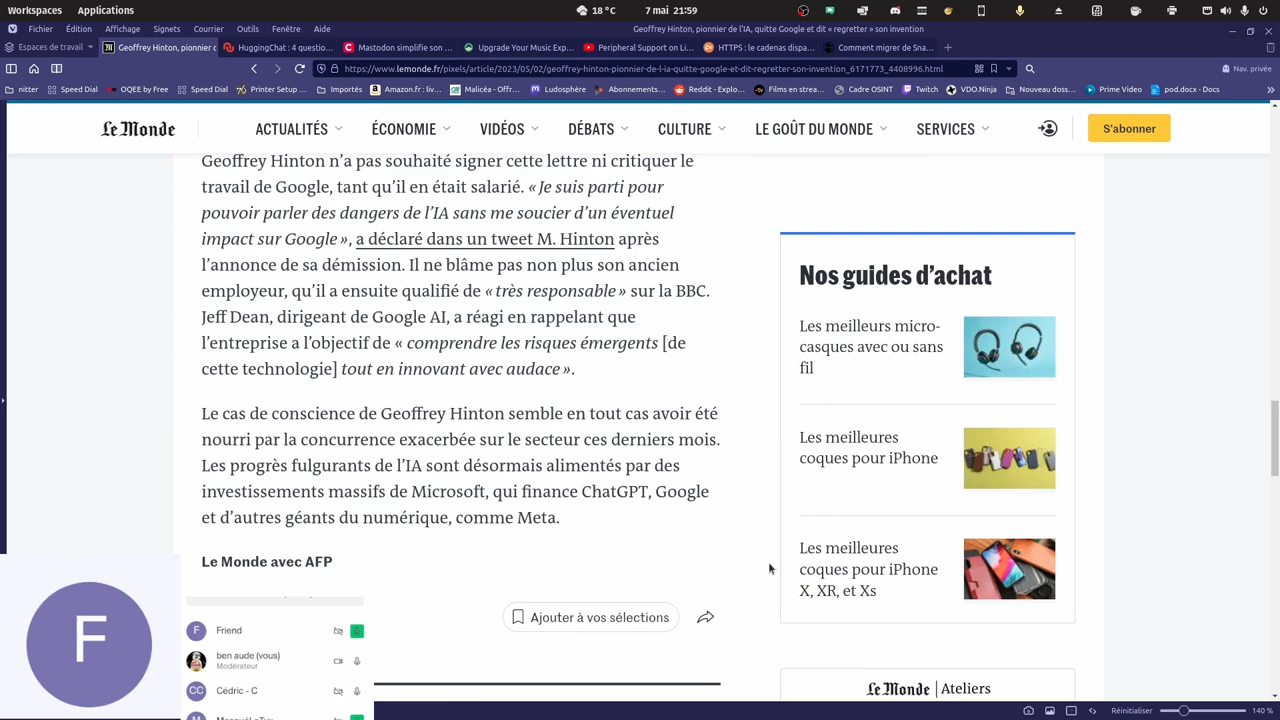 Workspaces Applications
7 mai 21:59
Fichier Édition Affichage Signets Courrier Outils Fenêtre Aide
Geoffrey Hinton, pionnier de l'IA, quitte Google et dit « regretter » son invention
Espaces de travail
Geoffrey Hinton, pionnier d
HuggingChat : 4 questio...
Mastodon simplifie son ...
Upgrade Your Music Exp...
Peripheral Support on Li...
HTTPS : le cadenas dispa...
Comment migrer de Sna...
https://www.lemonde.fr/pixels/article/2023/05/02/geoffrey-hinton-pionnier-de-l-ia-quitte-google-et-dit-regretter-son-invention_6171773_4408996.html
Nav. privée
nitter Speed Dial OQEE by Free Speed Dial Printer Setup ... Importés Amazon.fr: livr... Malicéa - Offr... Ludosphère Abonnements... Reddit - Explo... Films en strea... Cadre OSINT Twitch VDO.Ninja Nouveau doss... Prime Video pod.docx - Docs
Le Monde
ACTUALITÉS ÉCONOMIE VIDÉOS DÉBATS CULTURE LE GOÛT DU MONDE SERVICES
S'abonner
Geoffrey Hinton n’a pas souhaité signer cette lettre ni critiquer le
travail de Google, tant qu’il en était salarié. « Je suis parti pour
pouvoir parler des dangers de l’IA sans me soucier d’un éventuel
impact sur Google », a déclaré dans un tweet M. Hinton après
l’annonce de sa démission. Il ne blâme pas non plus son ancien
employeur, qu’il a ensuite qualifié de « très responsable » sur la BBC.
Jeff Dean, dirigeant de Google AI, a réagi en rappelant que
l’entreprise a l’objectif de « comprendre les risques émergents [de
cette technologie] tout en innovant avec audace ».
Le cas de conscience de Geoffrey Hinton semble en tout cas avoir été
nourri par la concurrence exacerbée sur le secteur ces derniers mois.
Les progrès fulgurants de l’IA sont désormais alimentés par des
investissements massifs de Microsoft, qui finance ChatGPT, Google
et d’autres géants du numérique, comme Meta.
Le Monde avec AFP
Ajouter à vos sélections
Nos guides d’achat
Les meilleurs micro-
casques avec ou sans
fil
Les meilleures
coques pour iPhone
Les meilleures
coques pour iPhone
X, XR, et Xs
Le Monde | Ateliers
F
F Friend
ben aude (vous)
Modérateur
CC Cédric - C
Réinitialiser
140 %